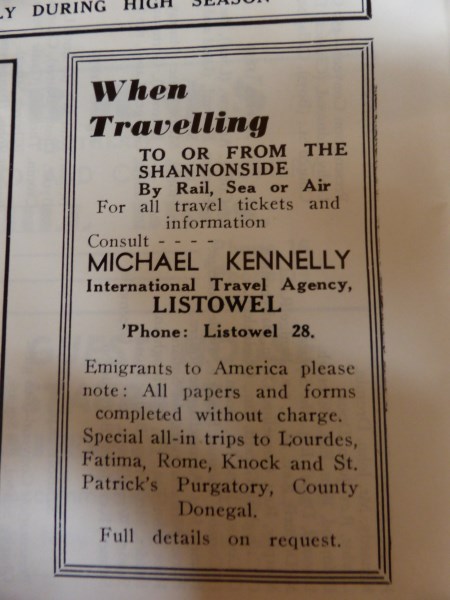 LY DURING HIGH SEASON
When
Travelling
TO OR FROM THE
SHANNONSIDE
By Rail, Sea or Air
For all travel tickets and
information
Consult - - - -
MICHAEL KENNELLY
International Travel Agency,
LISTOWEL
'Phone: Listowel 28.
Emigrants to America please
note: All papers and forms
completed without charge.
Special all-in trips to Lourdes,
Fatima, Rome, Knock and St.
Patrick's Purgatory, County
Donegal.
Full details on request.